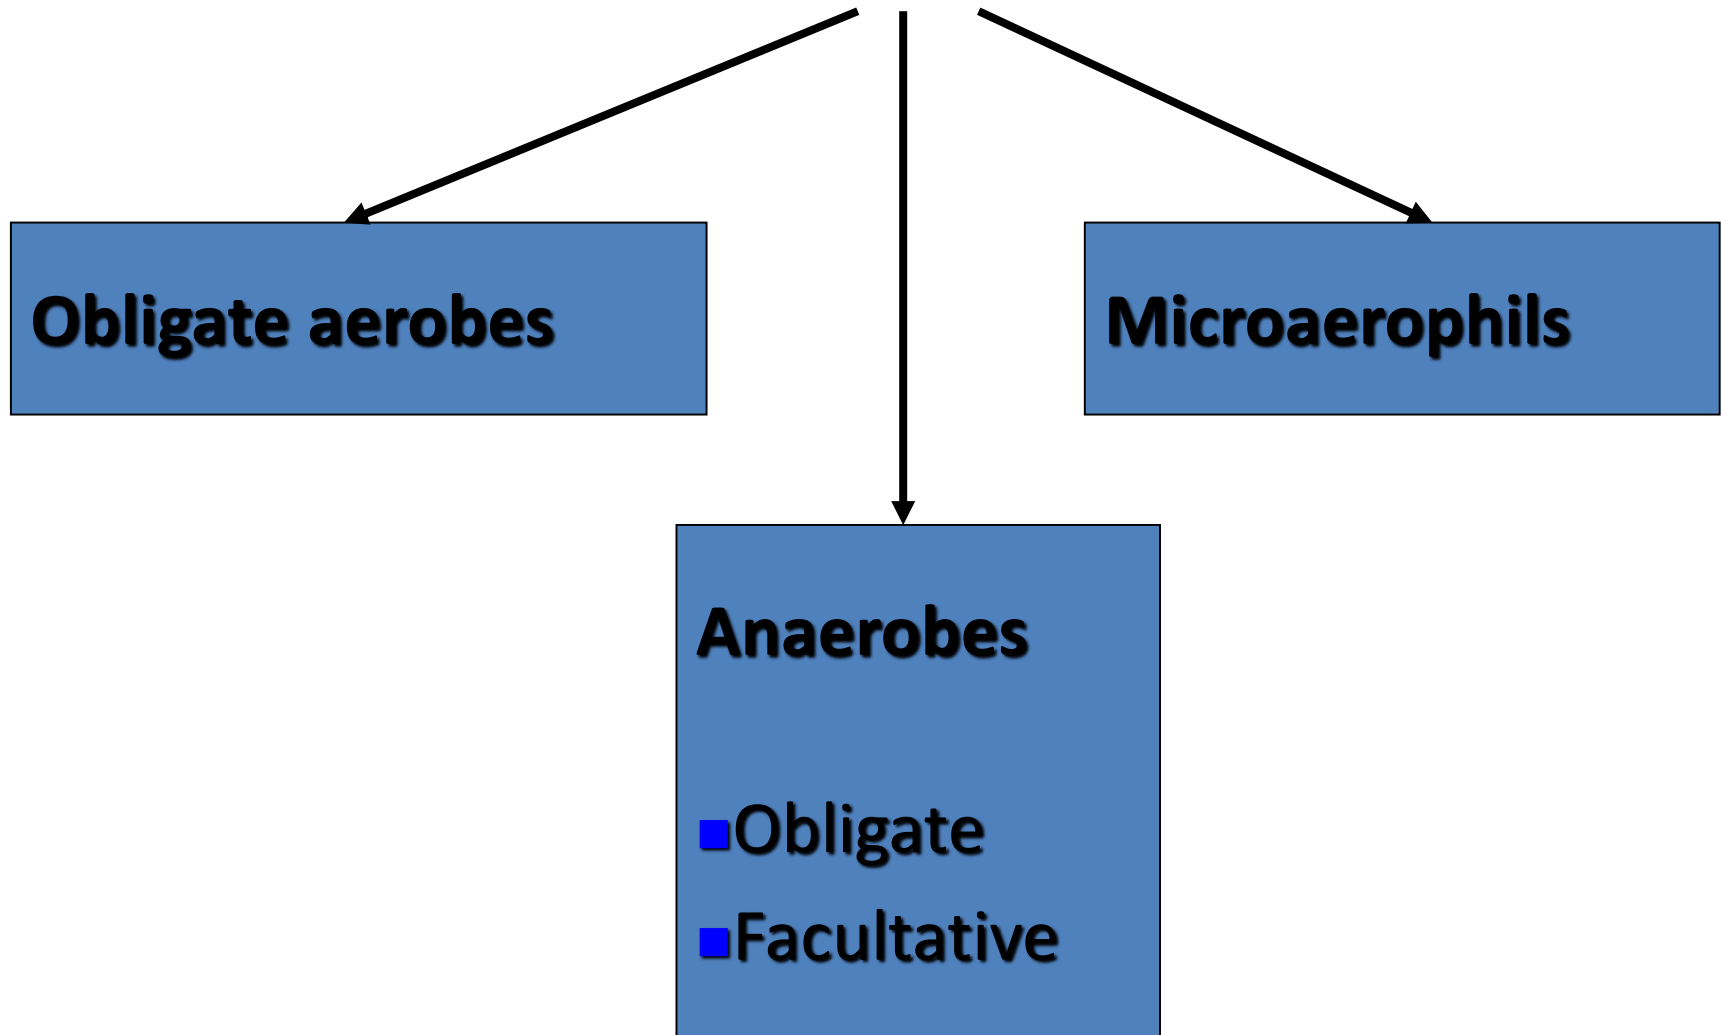 Obligate aerobes
Microaerophils
Anaerobes
■Obligate
■Facultative